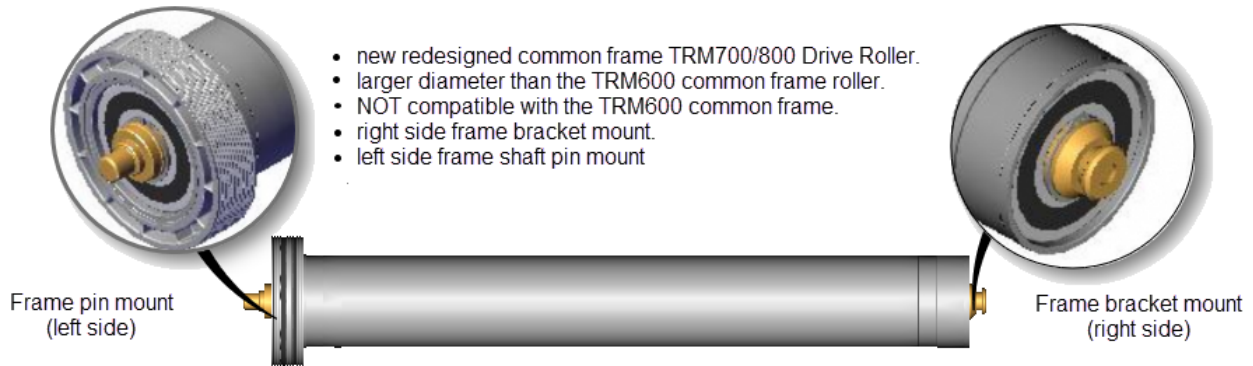 • new redesigned common frame TRM700/800 Drive Roller.
• larger diameter than the TRM600 common frame roller.
• NOT compatible with the TRM600 common frame.
• right side frame bracket mount.
• left side frame shaft pin mount
Frame pin mount
(left side)
Frame bracket mount
(right side)